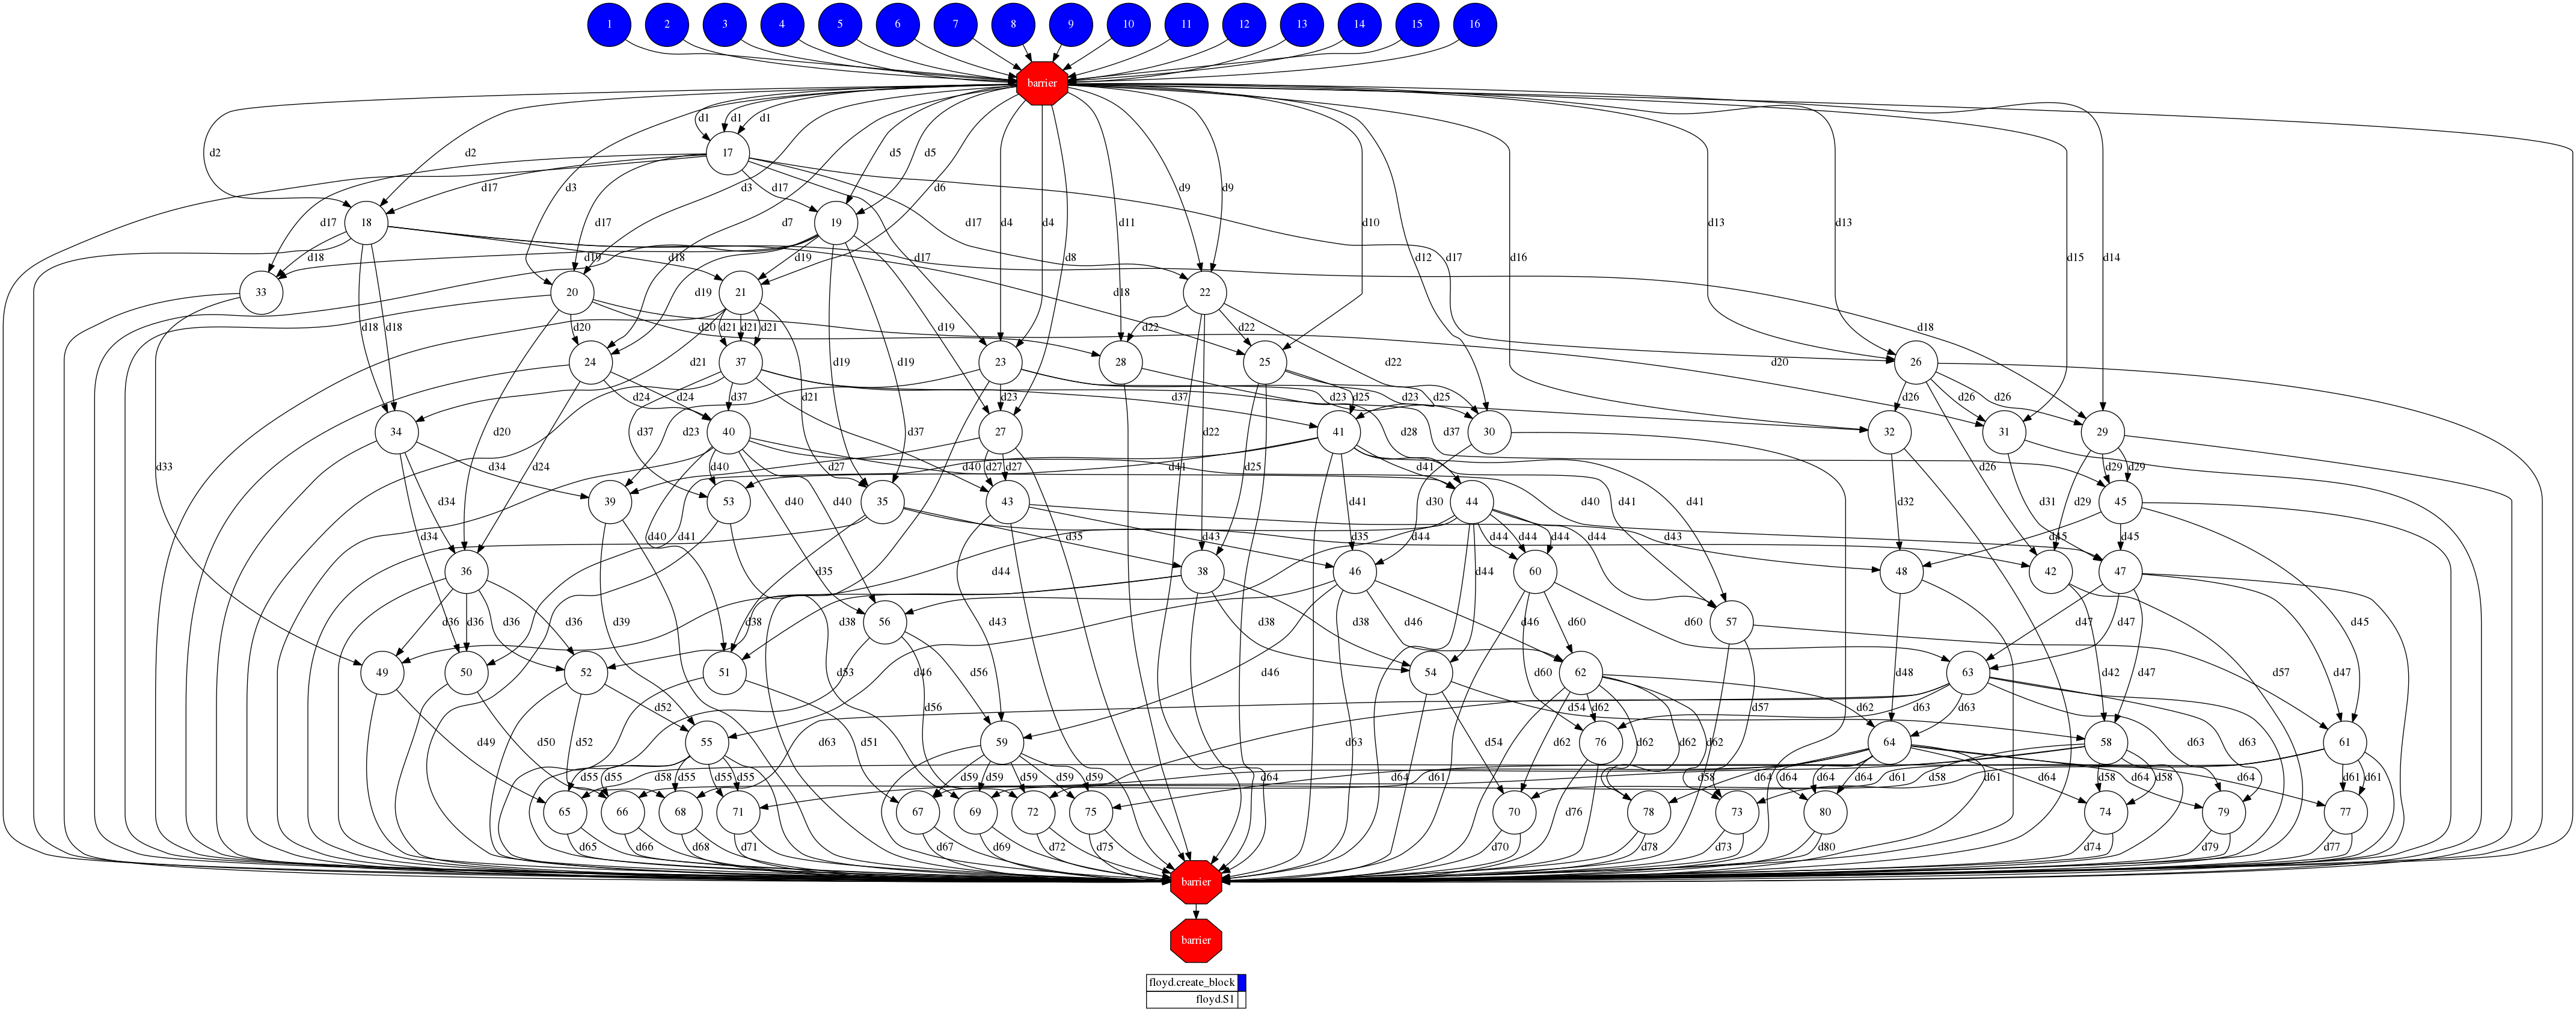 1 2 3 4 5 6 7 8 9 10 11 12 13 14 15 16
barrier
d1 d1 d1
17
d2 d2 d3 d3 d7 d5 d5 d6 d4 d4 d8 d11 d9 d9 d10 d12 d16 d13 d13 d15 d14
d17 d17 d17 d17 d17 d17 d17
18 19
d18 d19 d18 d19 d19 d18 d18
33 20 21 22 26
d18 d18 d20 d20 d21 d21 d21 d21 d19 d19 d19 d22 d22 d22 d20 d18
24 37 23 28 25 26
d33 d20 d24 d24 d24 d37 d37 d37 d37 d21 d23 d23 d23 d22 d25 d25 d25 d28 d37 d26 d26 d26 d26
34 40 27 41 30 32 31 29
d34 d34 d34 d23 d40 d40 d40 d40 d40 d40 d41 d27 d27 d27 d41 d41 d41 d41 d41 d30 d32 d31 d29 d29 d29
39 53 35 43 44 45
d39 d53 d35 d35 d35 d43 d43 d43 d44 d44 d44 d44 d44 d44 d45 d45 d45
36 38 46 60 48 42 47
d36 d36 d36 d36 d38 d38 d38 d38 d46 d46 d46 d46 d60 d60 d60 d48 d42 d47 d47 d47 d47
56 57
d56 d56 d57 d57
49 50 52 51 54 62 63
d49 d50 d52 d52 d51 d54 d54 d62 d62 d62 d62 d62 d62 d63 d63 d63 d63 d63 d63
55 59 76 64 58 61
d55 d55 d55 d55 d55 d58 d59 d59 d59 d59 d59 d64 d64 d61 d58 d64 d64 d64 d61 d58 d61 d64 d58 d64 d58 d64 d61 d61
65 66 68 71 67 69 72 75 70 78 73 80 74 79 77
d65 d66 d68 d71 d67 d69 d72 d75 d70 d76 d78 d73 d80 d74 d79 d77
barrier
barrier
floyd.create_block
floyd.S1